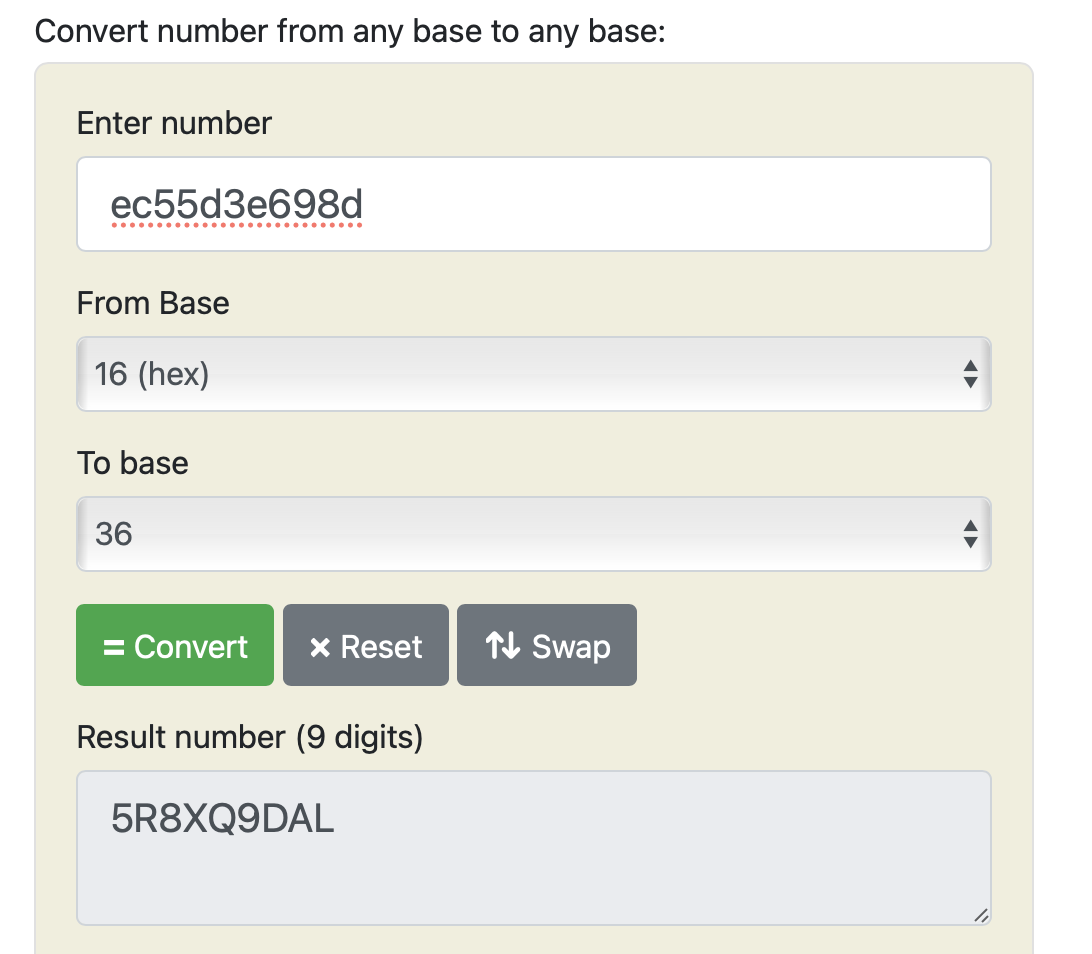 Convert number from any base to any base:
Enter number
ec55d3e698d
From Base
16 (hex)
To base
36
= Convert × Reset Swap
Result number (9 digits)
5R8XQ9DAL